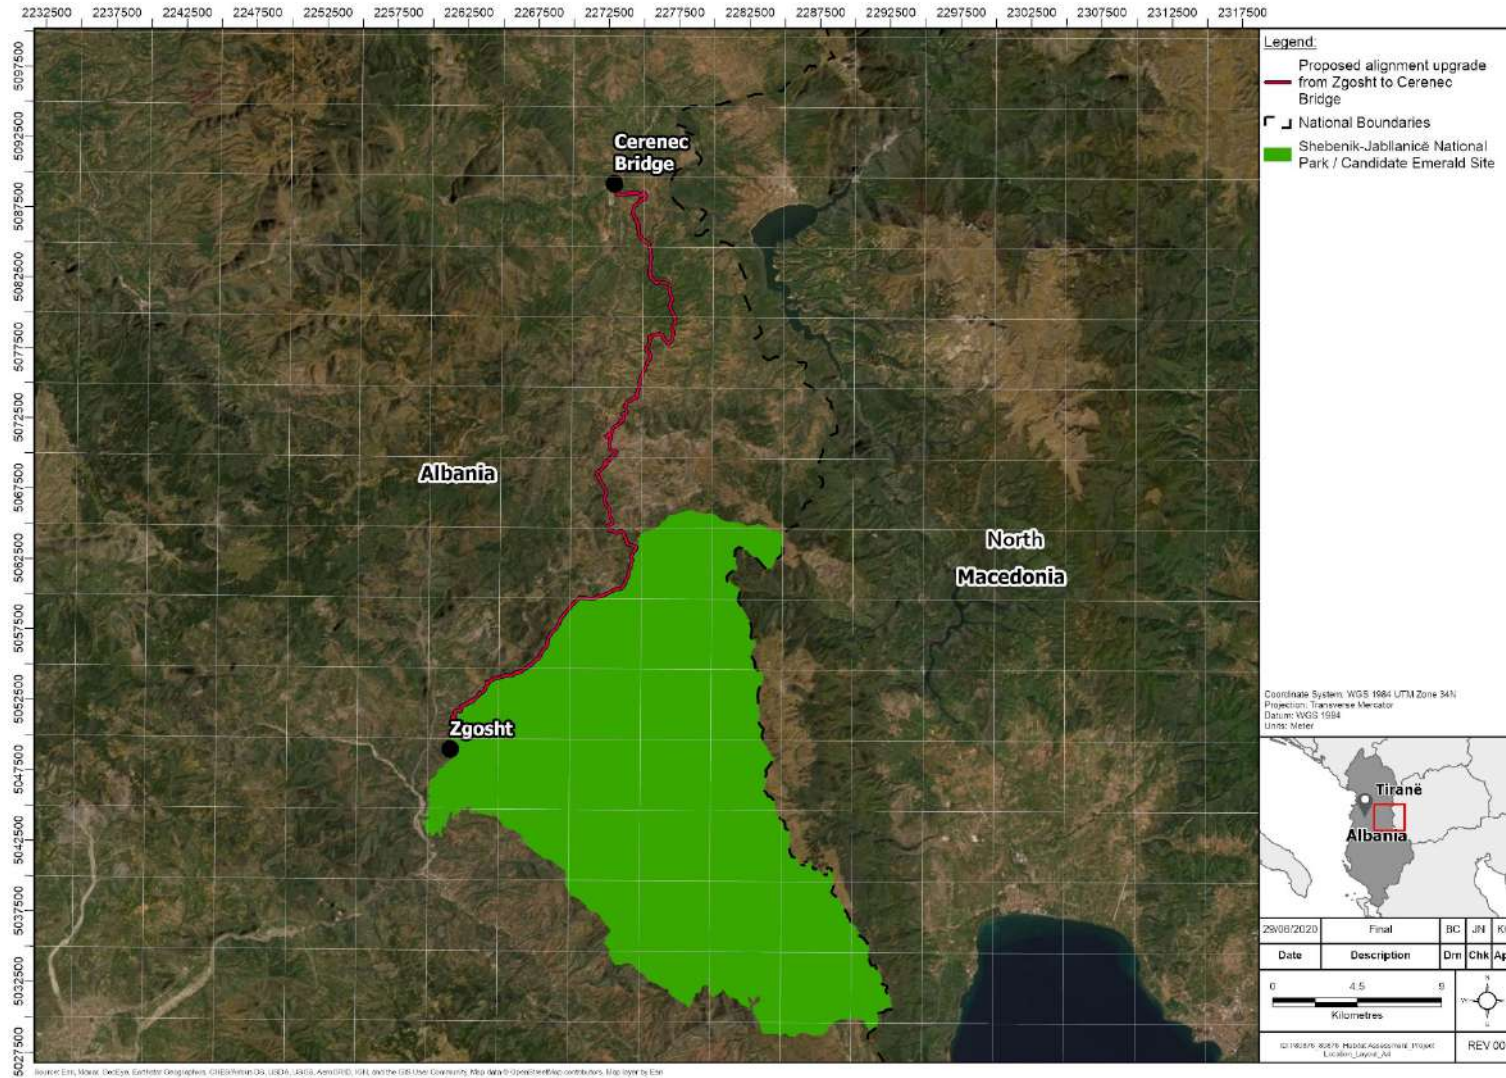 2232500 2237500 2242500 2247500 2252500 2257500 2262500 2267500 2272500 2277500 2282500 2287500 2292500 2297500 2302500 2307500 2312500 2317500
5097500
5092500
5087500
5082500
5077500
5072500
5067500
5062500
5057500
5052500
5047500
5042500
5037500
5032500
5027500
Cerenec
Bridge
Albania
North
Macedonia
Zgosht
Legend:
Proposed alignment upgrade
from Zgosht to Cerenec
Bridge
National Boundaries
Shebenik-Jabllanicë National
Park / Candidate Emerald Site
Coordinate System: WGS 1984 UTM Zone 34N
Projection: Transverse Mercator
Datum: WGS 1984
Units: Meter
Tiranë
Albania
29/06/2020 Final BC JN
Date Description Drn Chk Ap
0 4.5 9
Kilometres
N
W
S
REV 00